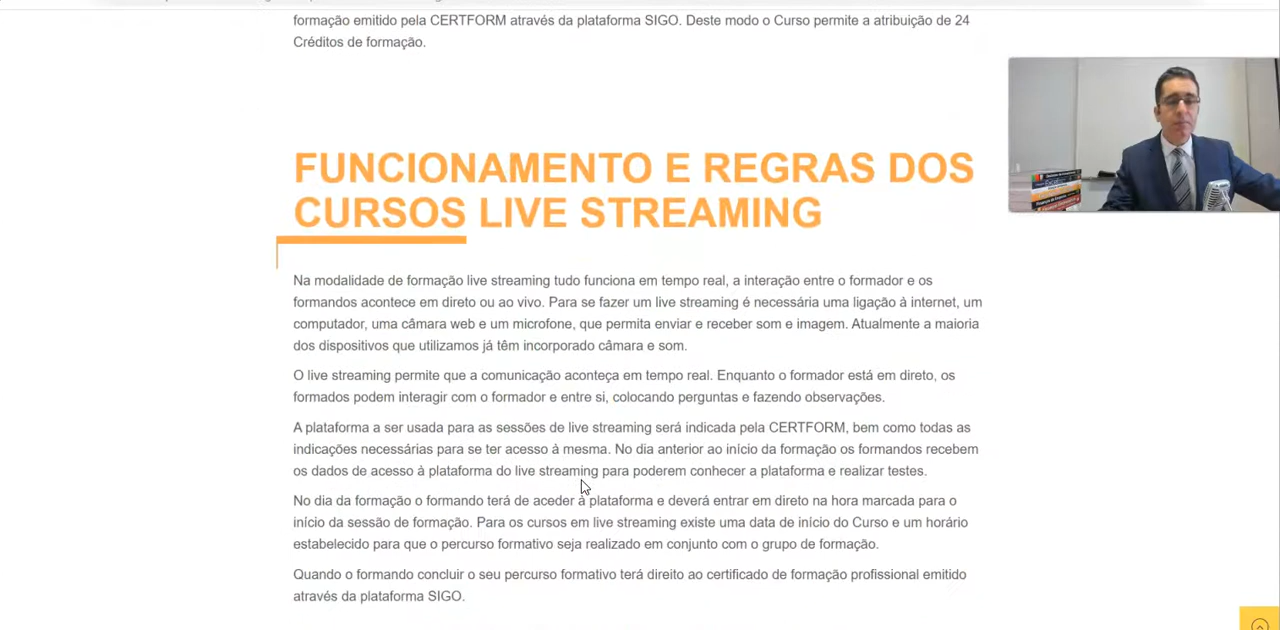 formação emitido pela CERTFORM através da plataforma SIGO. Deste modo o Curso permite a atribuição de 24
Créditos de formação.
FUNCIONAMENTO E REGRAS DOS
CURSOS LIVE STREAMING
Na modalidade de formação live streaming tudo funciona em tempo real, a interação entre o formador e os
formandos acontece em direto ou ao vivo. Para se fazer um live streaming é necessária uma ligação à internet, um
computador, uma câmara web e um microfone, que permita enviar e receber som e imagem. Atualmente a maioria
dos dispositivos que utilizamos já têm incorporado câmara e som.
O live streaming permite que a comunicação aconteça em tempo real. Enquanto o formador está em direto, os
formados podem interagir com o formador e entre si, colocando perguntas e fazendo observações.
A plataforma a ser usada para as sessões de live streaming será indicada pela CERTFORM, bem como todas as
indicações necessárias para se ter acesso à mesma. No dia anterior ao início da formação os formandos recebem
os dados de acesso à plataforma do live streaming para poderem conhecer a plataforma e realizar testes.
No dia da formação o formando terá de aceder à plataforma e deverá entrar em direto na hora marcada para o
início da sessão de formação. Para os cursos em live streaming existe uma data de início do Curso e um horário
estabelecido para que o percurso formativo seja realizado em conjunto com o grupo de formação.
Quando o formando concluir o seu percurso formativo terá direito ao certificado de formação profissional emitido
através da plataforma SIGO.